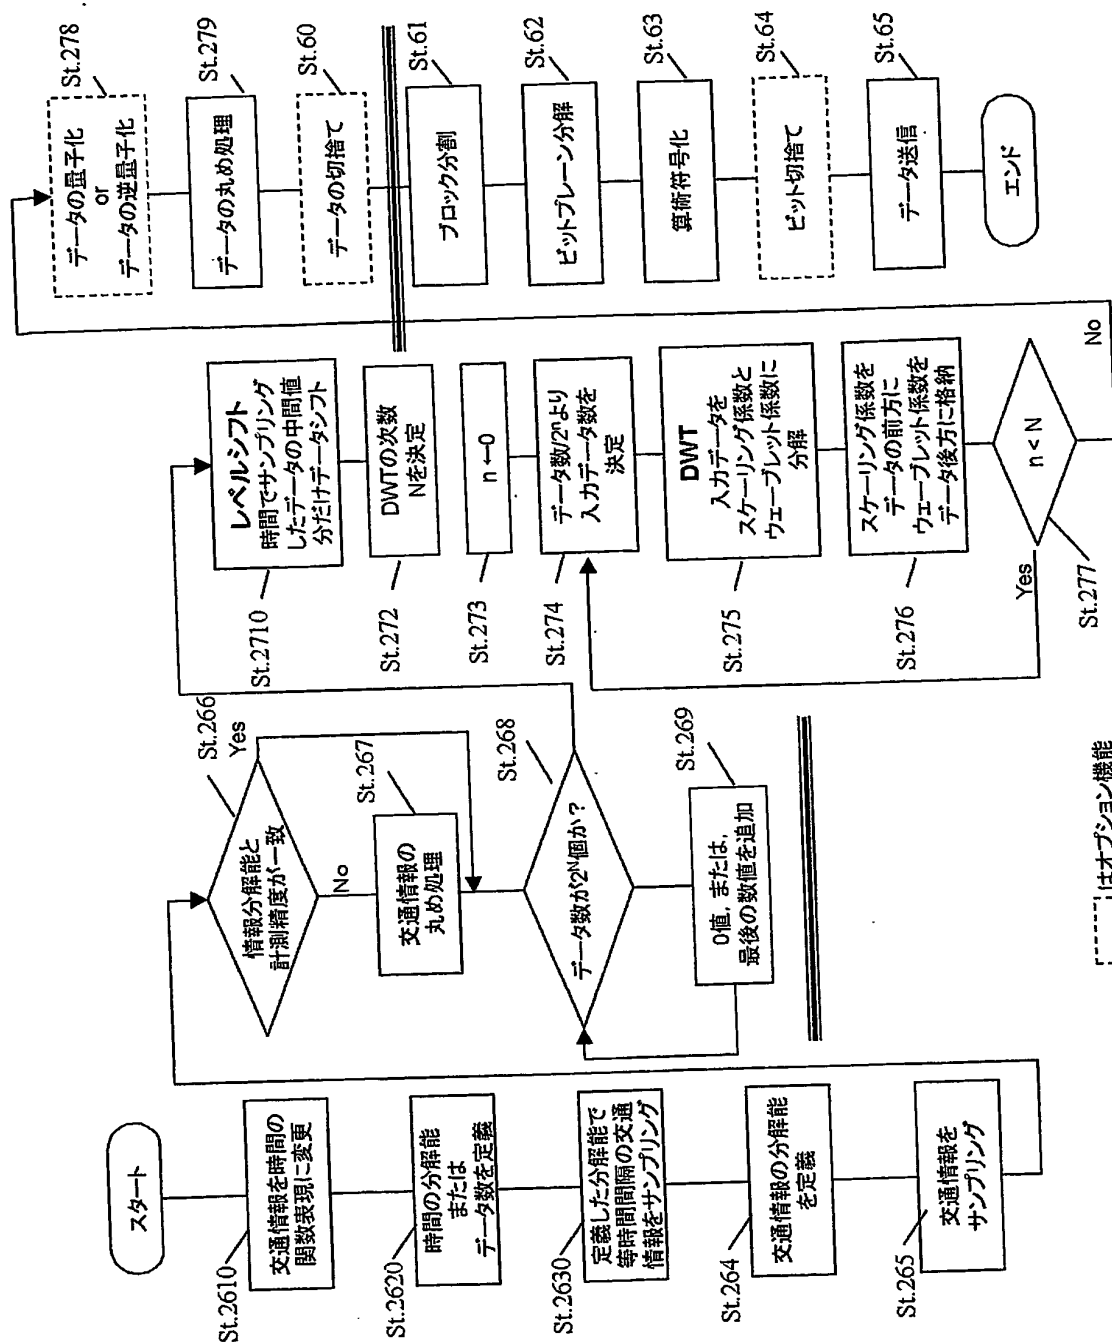 スタート
St.2610
交通情報を時間の
関数表現に変更
St.2620
時間の分解能
または
データ数を定義
St.2630
定義した分解能で
等時間間隔の交通
情報をサンプリング
St.264
交通情報の分解能
を定義
St.265
交通情報を
サンプリング
St.266
情報分解能と
計測精度が一致
Yes
No
St.267
交通情報の
丸め処理
St.268
データ数が2ᴺ個か?
St.269
0値,または,
最後の数値を追加
St.2710
レベルシフト
時間でサンプリング
したデータの中間値
分だけデータシフト
St.272
DWTの次数
Nを決定
St.273
n ←0
St.274
データ数/2ⁿより
入力データ数を
決定
St.275
DWT
入力データを
スケーリング係数と
ウェーブレット係数に
分解
St.276
スケーリング係数を
データの前方に
ウェーブレット係数を
データ後方に格納
St.277
n < N
Yes
No
St.278
データの量子化
or
データの逆量子化
St.279
データの丸め処理
St.60
データの切捨て
St.61
ブロック分割
St.62
ビットプレーン分解
St.63
算術符号化
St.64
ビット切捨て
St.65
データ送信
エンド
はオプション機能